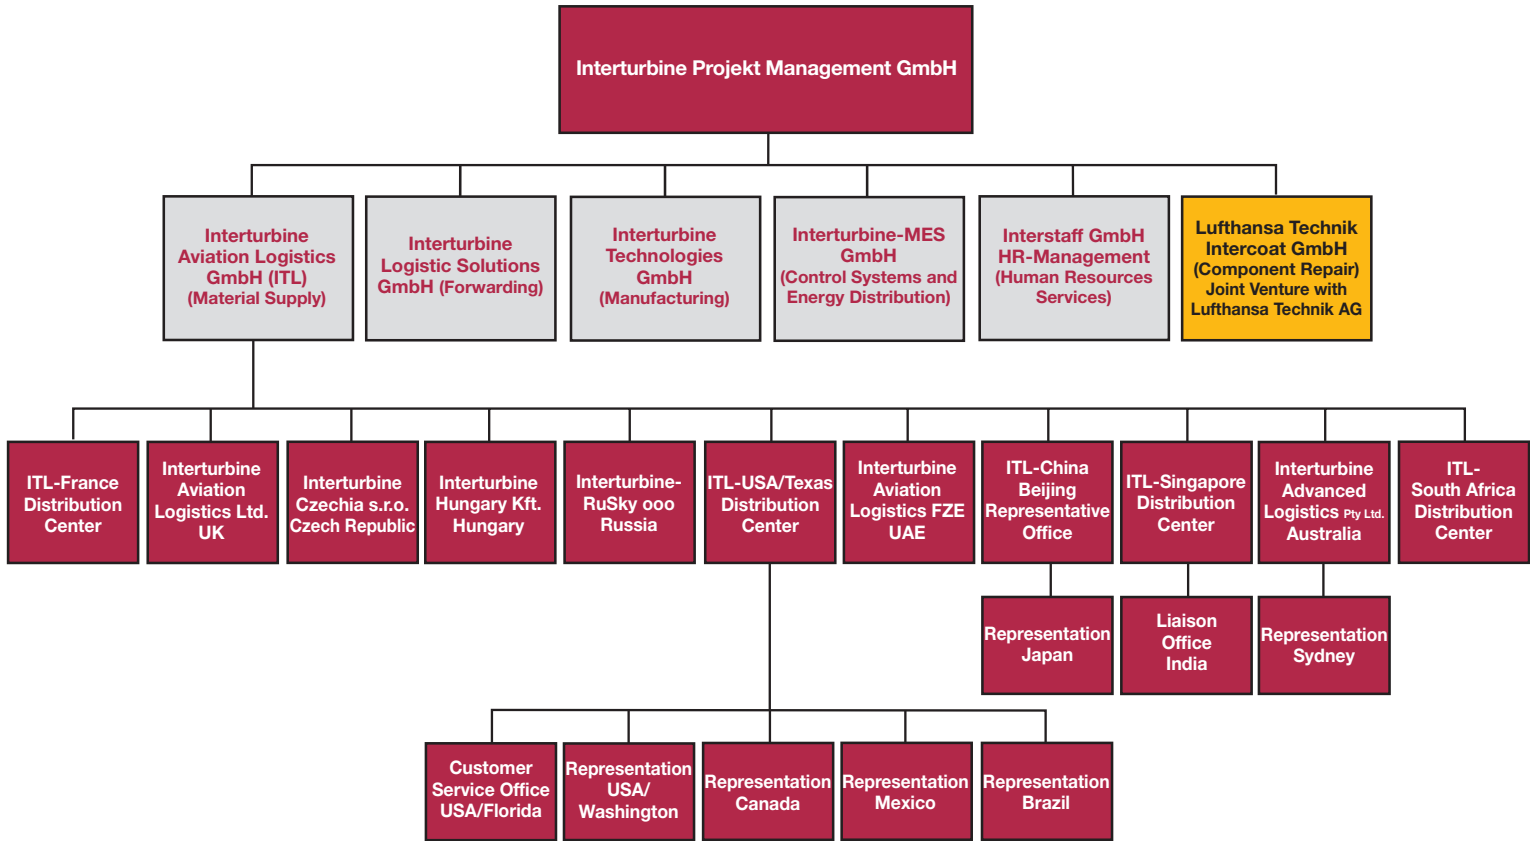 Interturbine Projekt Management GmbH
Interturbine
Aviation Logistics
GmbH (ITL)
(Material Supply)
Interturbine
Logistic Solutions
GmbH (Forwarding)
Interturbine
Technologies
GmbH
(Manufacturing)
Interturbine-MES
GmbH
(Control Systems and
Energy Distribution)
Interstaff GmbH
HR-Management
(Human Resources
Services)
Lufthansa Technik
Intercoat GmbH
(Component Repair)
Joint Venture with
Lufthansa Technik AG
ITL-France
Distribution
Center
Interturbine
Aviation
Logistics Ltd.
UK
Interturbine
Czechia s.r.o.
Czech Republic
Interturbine
Hungary Kft.
Hungary
Interturbine-
RuSky ooo
Russia
ITL-USA/Texas
Distribution
Center
Interturbine
Aviation
Logistics FZE
UAE
ITL-China
Beijing
Representative
Office
ITL-Singapore
Distribution
Center
Interturbine
Advanced
Logistics Pty Ltd.
Australia
ITL-
South Africa
Distribution
Center
Representation
Japan
Liaison
Office
India
Representation
Sydney
Customer
Service Office
USA/Florida
Representation
USA/
Washington
Representation
Canada
Representation
Mexico
Representation
Brazil